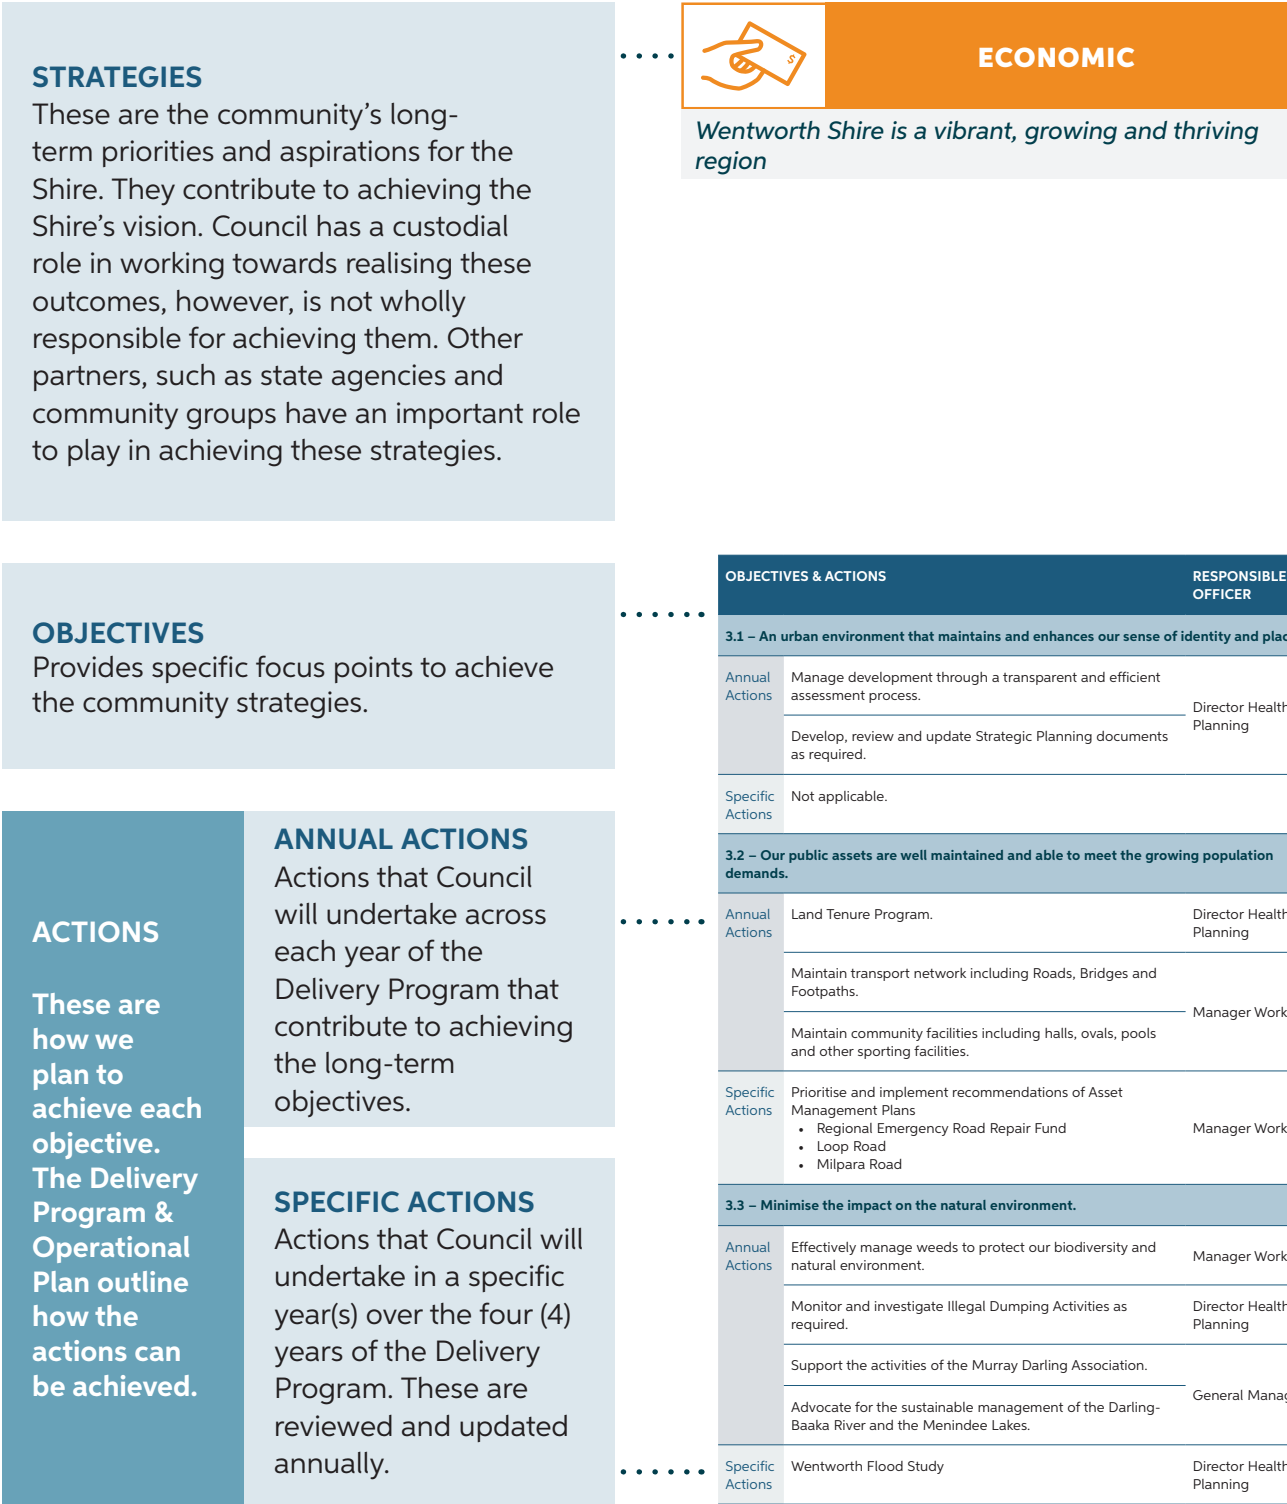 STRATEGIES
These are the community's long-
term priorities and aspirations for the
Shire. They contribute to achieving the
Shire's vision. Council has a custodial
role in working towards realising these
outcomes, however, is not wholly
responsible for achieving them. Other
partners, such as state agencies and
community groups have an important role
to play in achieving these strategies.
ECONOMIC
Wentworth Shire is a vibrant, growing and thriving
region
OBJECTIVES
Provides specific focus points to achieve
the community strategies.
ACTIONS
These are
how we
plan to
achieve each
objective.
The Delivery
Program &
Operational
Plan outline
how the
actions can
be achieved.
ANNUAL ACTIONS
Actions that Council
will undertake across
each year of the
Delivery Program that
contribute to achieving
the long-term
objectives.
SPECIFIC ACTIONS
Actions that Council will
undertake in a specific
year(s) over the four (4)
years of the Delivery
Program. These are
reviewed and updated
annually.
OBJECTIVES & ACTIONS
RESPONSIBLE
OFFICER
3.1 – An urban environment that maintains and enhances our sense of identity and plac
Annual
Actions
Manage development through a transparent and efficient
assessment process.
Develop, review and update Strategic Planning documents
as required.
Director Health
Planning
Specific
Actions
Not applicable.
3.2 – Our public assets are well maintained and able to meet the growing population
demands.
Annual
Actions
Land Tenure Program.
Director Health
Planning
Maintain transport network including Roads, Bridges and
Footpaths.
Maintain community facilities including halls, ovals, pools
and other sporting facilities.
Manager Work
Specific
Actions
Prioritise and implement recommendations of Asset
Management Plans
• Regional Emergency Road Repair Fund
• Loop Road
• Milpara Road
Manager Work
3.3 – Minimise the impact on the natural environment.
Annual
Actions
Effectively manage weeds to protect our biodiversity and
natural environment.
Manager Work
Monitor and investigate Illegal Dumping Activities as
required.
Director Health
Planning
Support the activities of the Murray Darling Association.
Advocate for the sustainable management of the Darling-
Baaka River and the Menindee Lakes.
General Manag
Specific
Actions
Wentworth Flood Study
Director Health
Planning